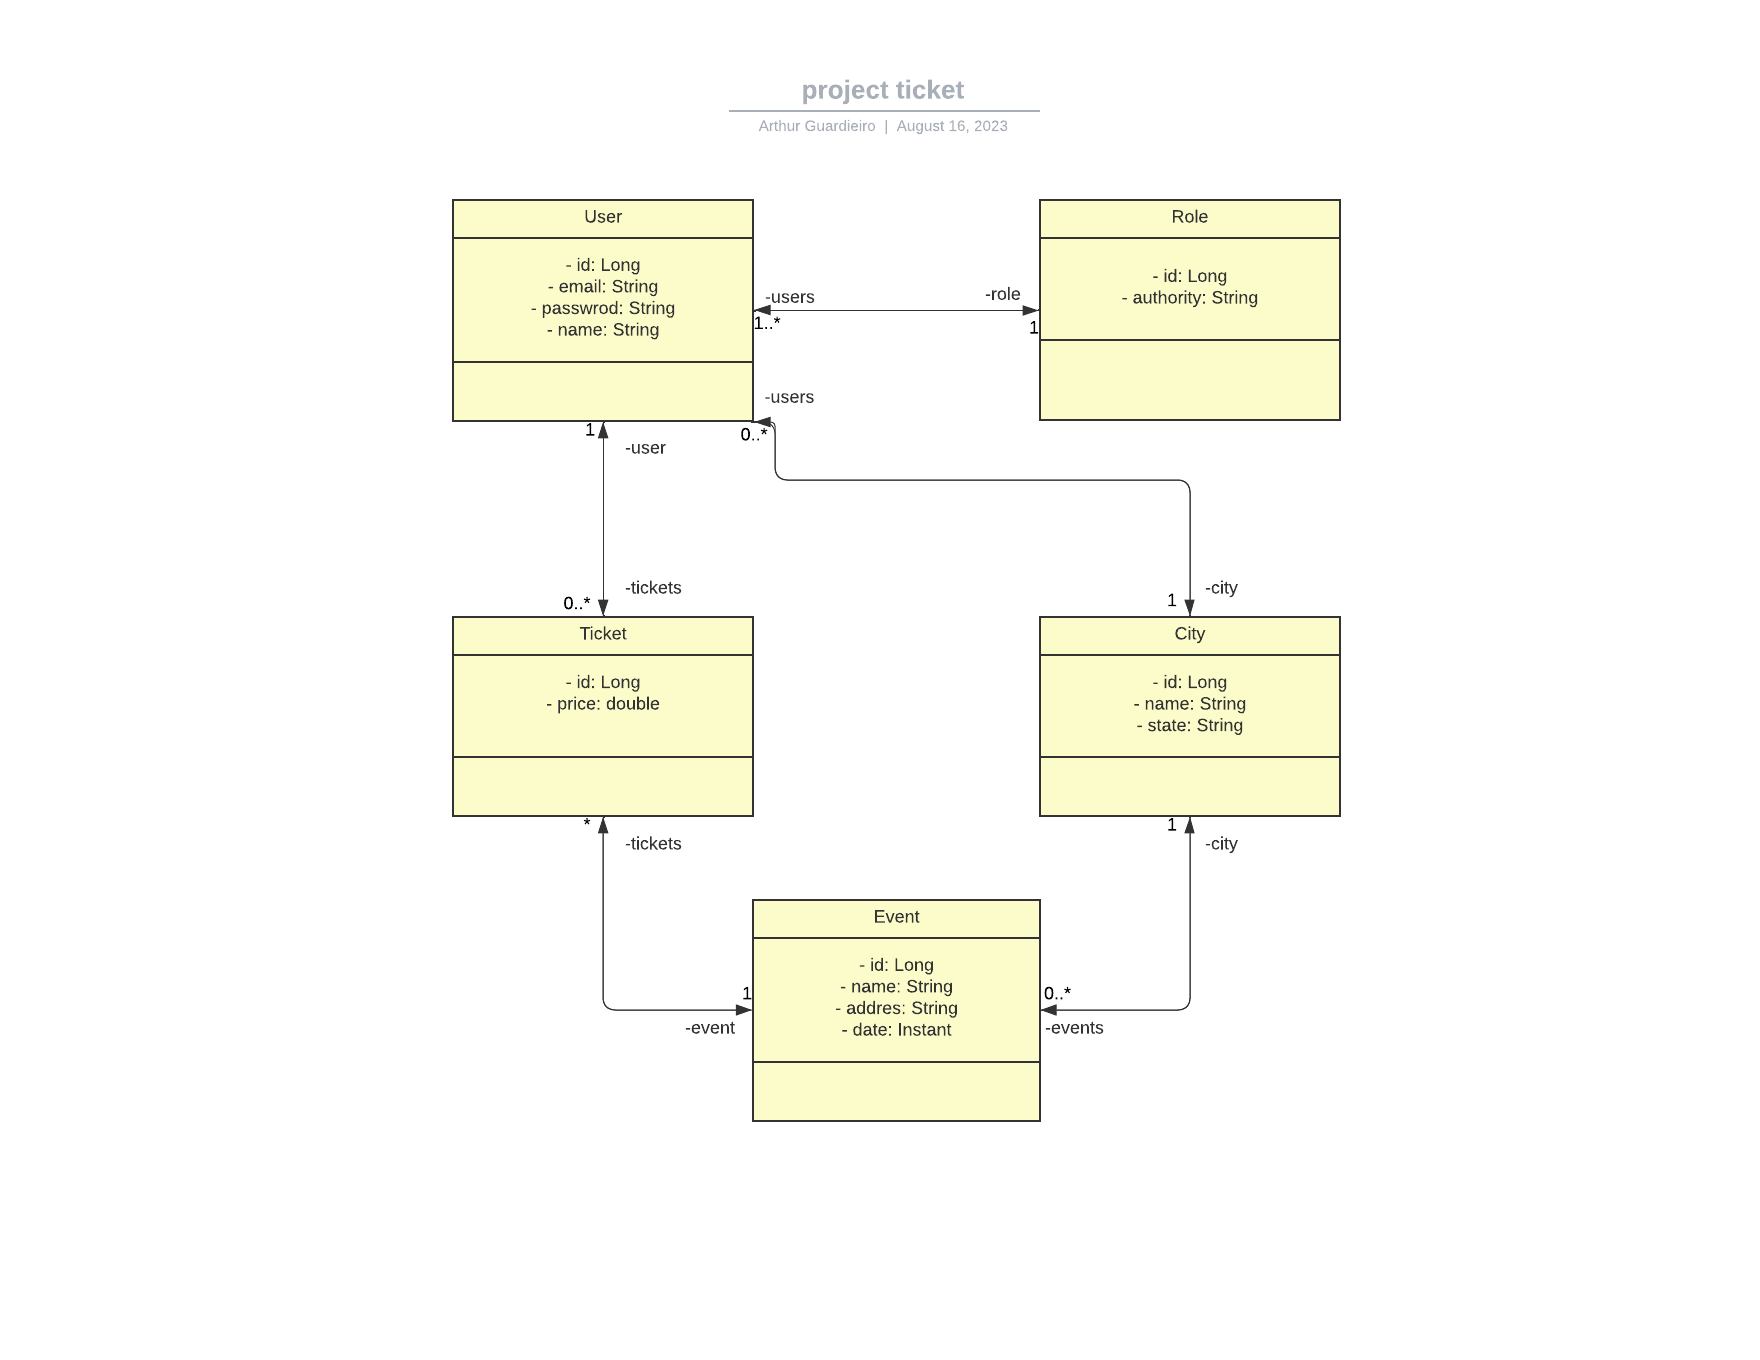 project ticket
Arthur Guardieiro | August 16, 2023
User
- id: Long
- email: String
- passwrod: String
- name: String
Role
- id: Long
- authority: String
-users
1..*
-role
1
-users
0..*
1
-user
-tickets
0..*
-city
1
Ticket
- id: Long
- price: double
City
- id: Long
- name: String
- state: String
*
-tickets
1
-city
Event
- id: Long
- name: String
- addres: String
- date: Instant
1
-event
0..*
-events